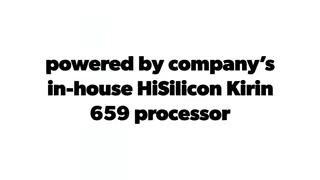 powered by company’s
in-house HiSilicon Kirin
659 processor